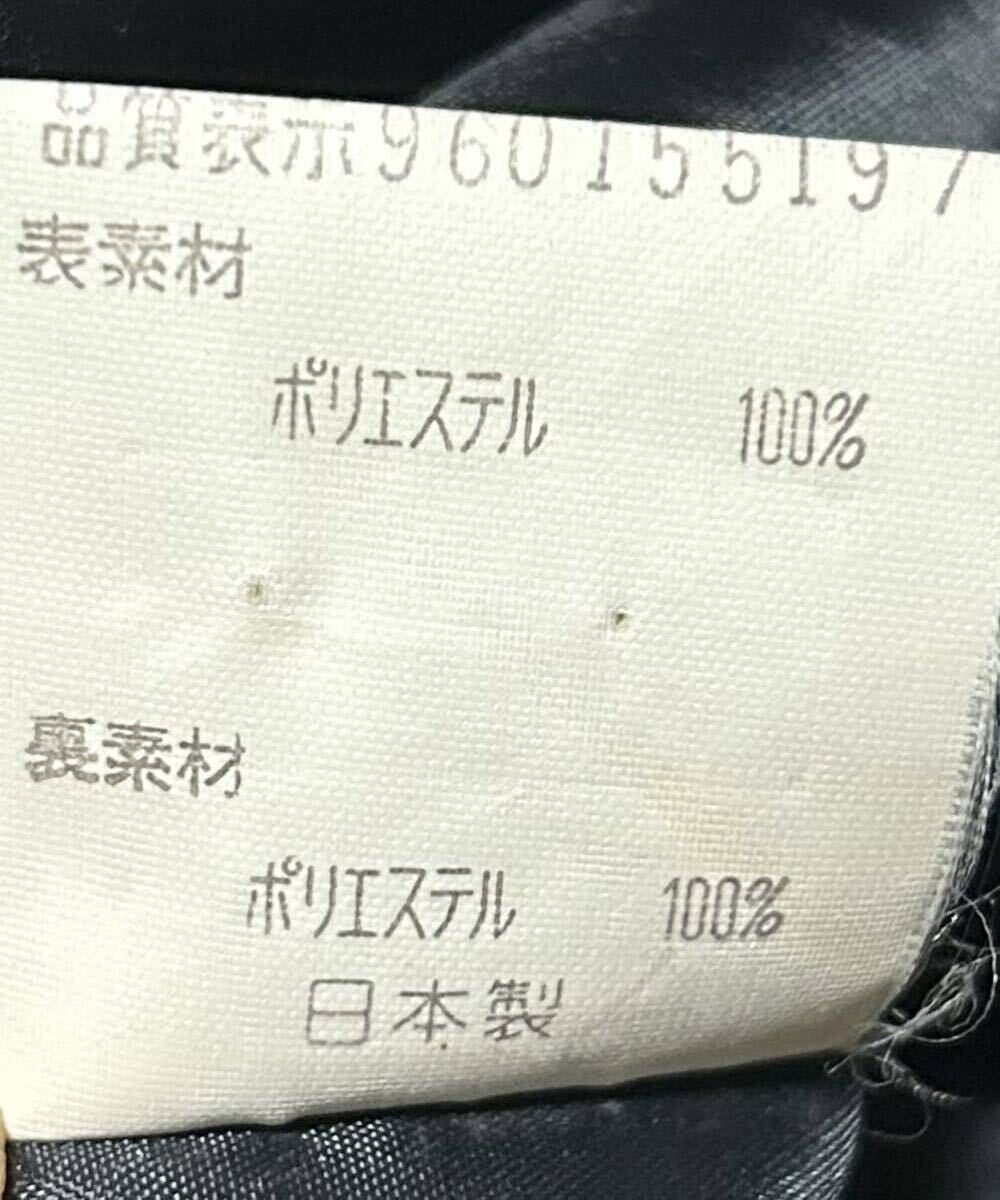 品質表示960155197
表素材
ポリエステル 100%
裏素材
ポリエステル 100%
日本製